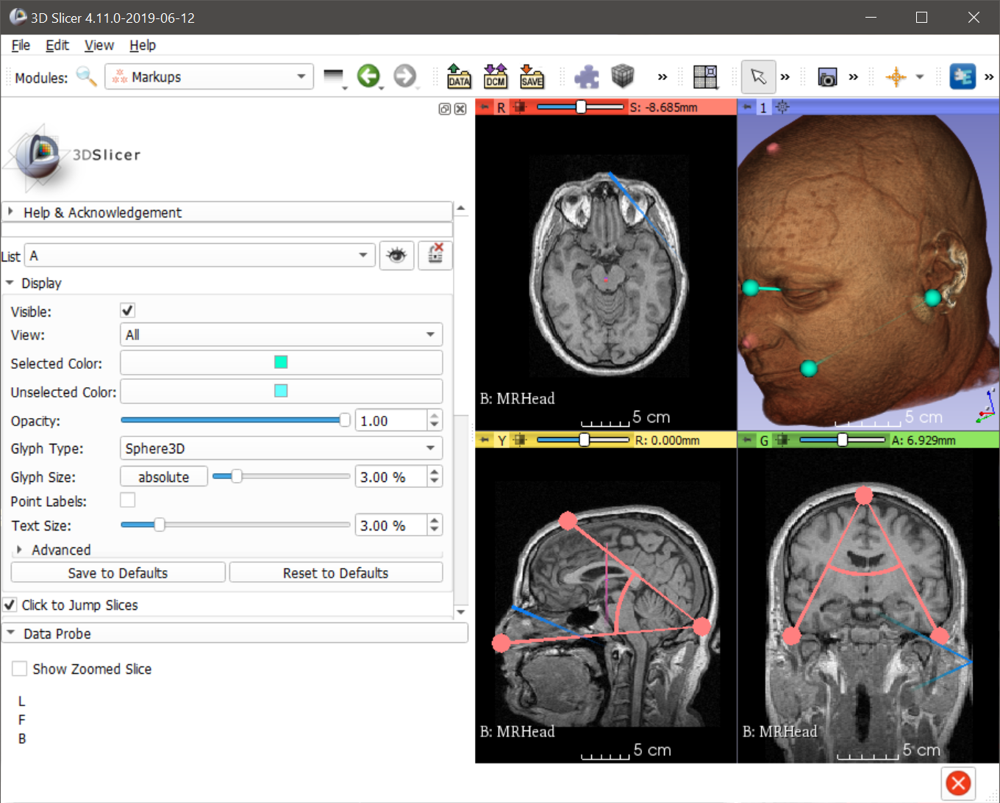 3D Slicer 4.11.0-2019-06-12
File Edit View Help
Modules: Markups DATA DCM SAVE » » » »
R S: -8.685mm
1
3DSlicer
Help & Acknowledgement
List A
Display
Visible:
View: All
Selected Color:
Unselected Color:
Opacity: 1.00
Glyph Type: Sphere3D
Glyph Size: absolute 3.00 %
Point Labels:
Text Size: 3.00 %
Advanced
Save to Defaults Reset to Defaults
Click to Jump Slices
Data Probe
Show Zoomed Slice
L
F
B
B: MRHead
5 cm
5 cm
Y R: 0.000mm
G A: 6.929mm
B: MRHead
5 cm
B: MRHead
5 cm